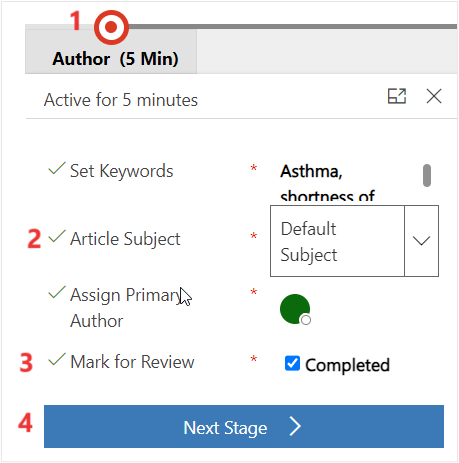 1
Author (5 Min)
Active for 5 minutes
Set Keywords * Asthma,
shortness of
2 Article Subject * Default
Subject
Assign Primary *
Author
3 Mark for Review * Completed
4 Next Stage